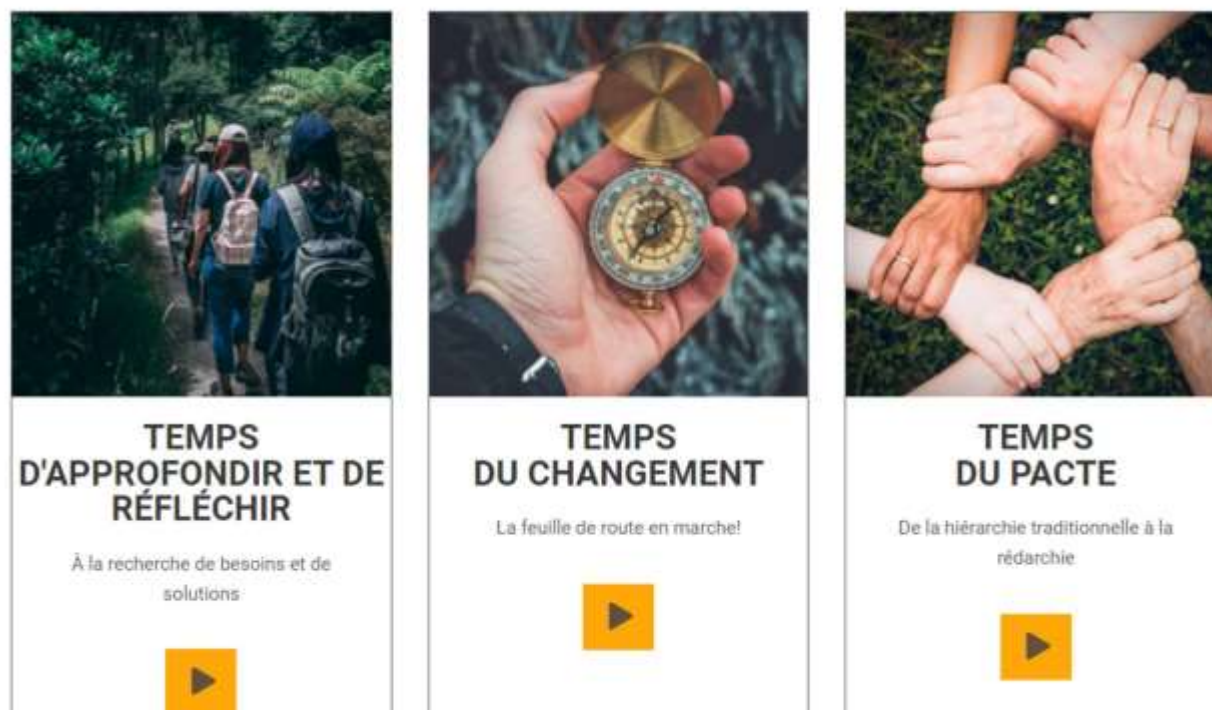 TEMPS
D'APPROFONDIR ET DE
RÉFLÉCHIR
À la recherche de besoins et de
solutions
TEMPS
DU CHANGEMENT
La feuille de route en marche!
TEMPS
DU PACTE
De la hiérarchie traditionnelle à la
rédarchie